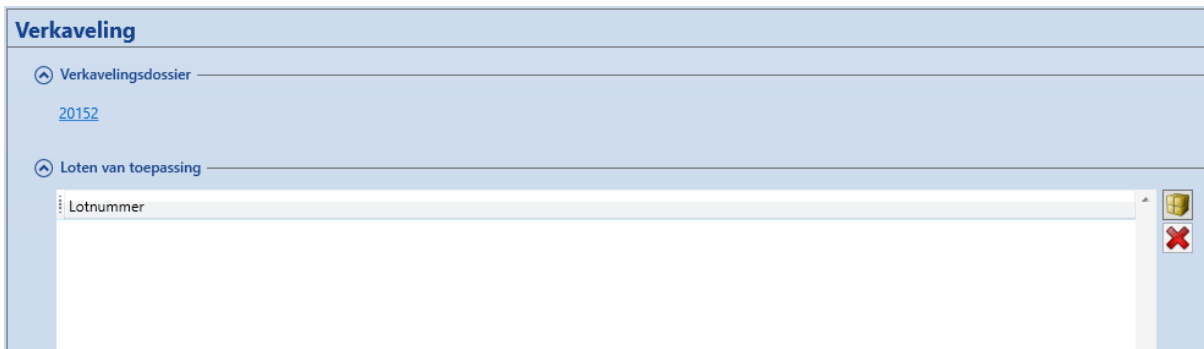 Verkaveling
Verkavelingsdossier
20152
Loten van toepassing
Lotnummer